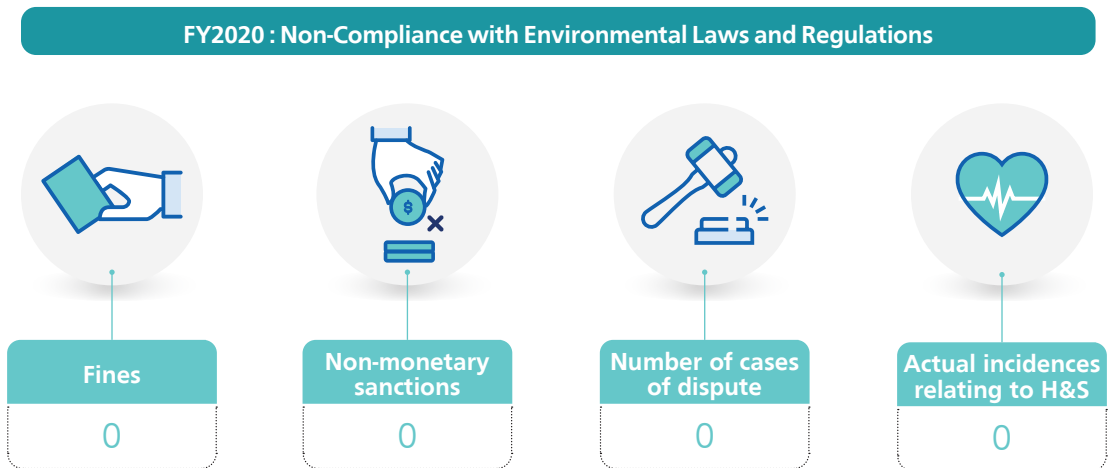 FY2020 : Non-Compliance with Environmental Laws and Regulations
$
Fines
0
Non-monetary
sanctions
0
Number of cases
of dispute
0
Actual incidences
relating to H&S
0